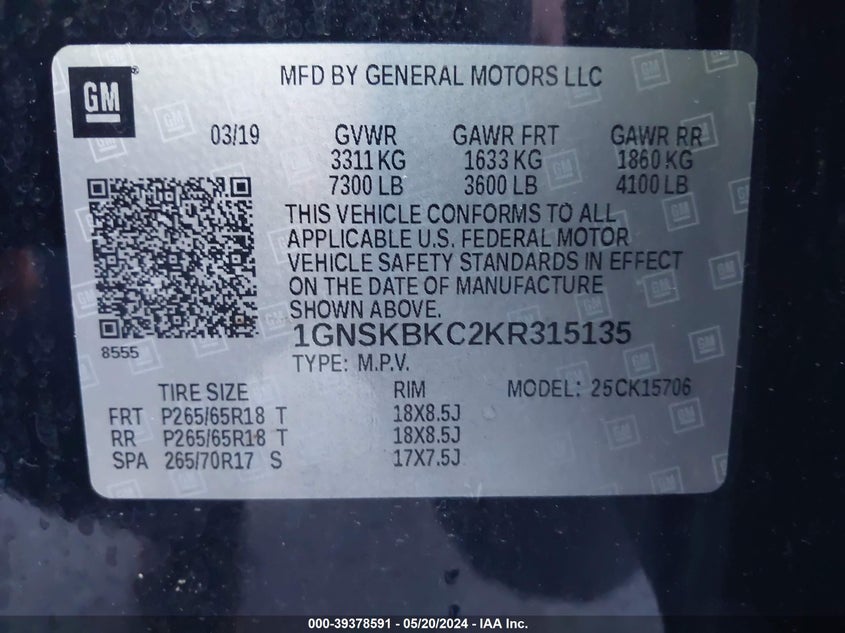 GM
MFD BY GENERAL MOTORS LLC
03/19 GVWR GAWR FRT GAWR RR
3311 KG 1633 KG 1860 KG
7300 LB 3600 LB 4100 LB
THIS VEHICLE CONFORMS TO ALL
APPLICABLE U.S. FEDERAL MOTOR
VEHICLE SAFETY STANDARDS IN EFFECT
ON THE DATE OF MANUFACTURE
SHOWN ABOVE.
8555
1GNSKBKC2KR315135
TYPE: M.P.V.
TIRE SIZE RIM MODEL: 25CK15706
FRT P265/65R18 T 18X8.5J
RR P265/65R18 T 18X8.5J
SPA 265/70R17 S 17X7.5J
000-39378591 - 05/20/2024 - IAA Inc.